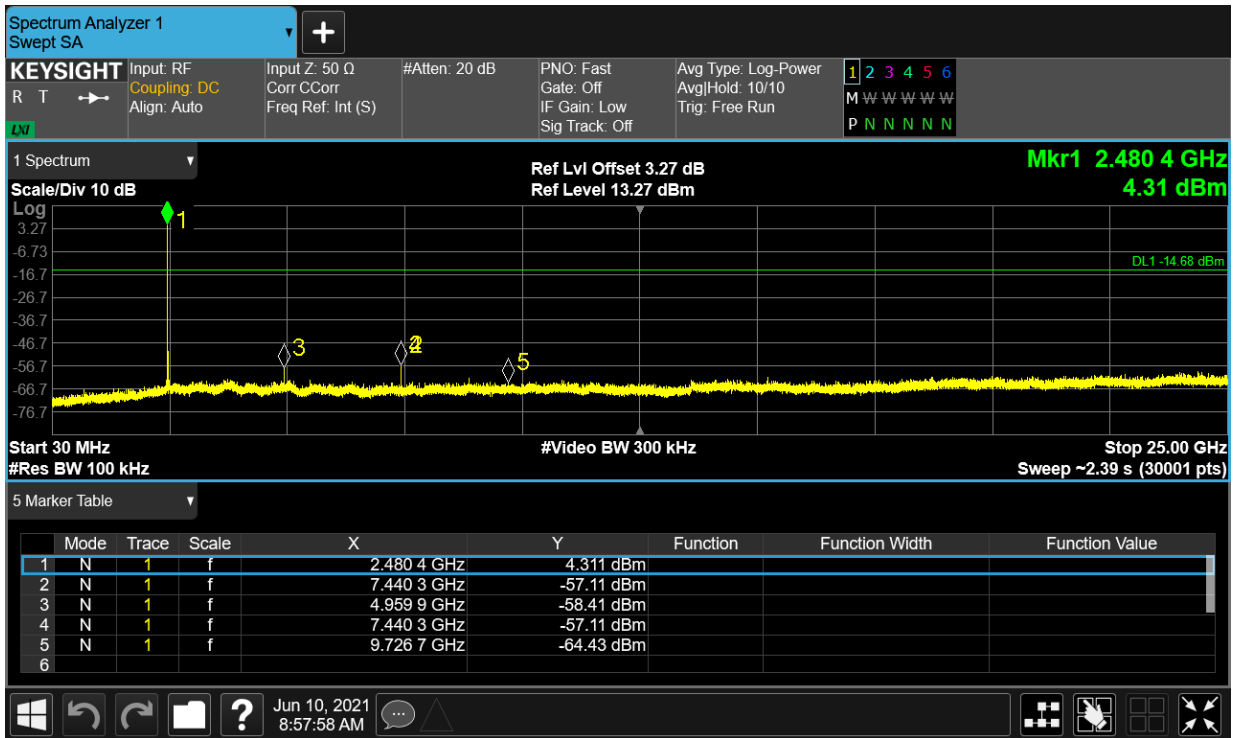 Spectrum Analyzer 1
Swept SA
+
KEYSIGHT
R T
LXI
Input: RF
Coupling: DC
Align: Auto
Input Z: 50 Ω
Corr CCorr
Freq Ref: Int (S)
#Atten: 20 dB
PNO: Fast
Gate: Off
IF Gain: Low
Sig Track: Off
Avg Type: Log-Power
Avg|Hold: 10/10
Trig: Free Run
1 2 3 4 5 6
M W W W W W
P N N N N N
1 Spectrum
Scale/Div 10 dB
Ref Lvl Offset 3.27 dB
Ref Level 13.27 dBm
Mkr1 2.480 4 GHz
4.31 dBm
Log
3.27
-6.73
-16.7
-26.7
-36.7
-46.7
-56.7
-66.7
-76.7
1
3
2
4
5
DL1 -14.68 dBm
Start 30 MHz
#Video BW 300 kHz
Stop 25.00 GHz
#Res BW 100 kHz
Sweep ~2.39 s (30001 pts)
5 Marker Table
Mode Trace Scale X Y Function Function Width Function Value
1 N 1 f 2.480 4 GHz 4.311 dBm
2 N 1 f 7.440 3 GHz -57.11 dBm
3 N 1 f 4.959 9 GHz -58.41 dBm
4 N 1 f 7.440 3 GHz -57.11 dBm
5 N 1 f 9.726 7 GHz -64.43 dBm
6
?
Jun 10, 2021
8:57:58 AM